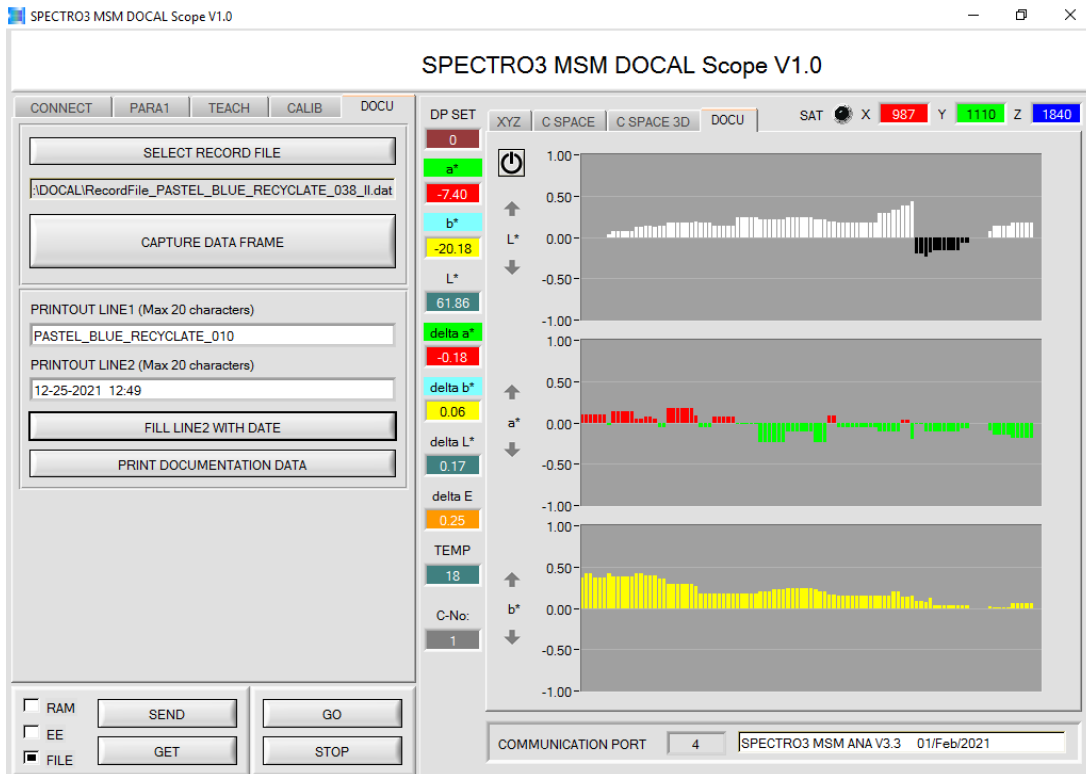 SPECTRO3 MSM DOCAL Scope V1.0
SPECTRO3 MSM DOCAL Scope V1.0
CONNECT PARA1 TEACH CALIB DOCU
SELECT RECORD FILE
:\DOCAL\RecordFile_PASTEL_BLUE_RECYCLATE_038_II.dat
CAPTURE DATA FRAME
PRINTOUT LINE1 (Max 20 characters)
PASTEL_BLUE_RECYCLATE_010
PRINTOUT LINE2 (Max 20 characters)
12-25-2021 12:49
FILL LINE2 WITH DATE
PRINT DOCUMENTATION DATA
RAM
EE
FILE
SEND
GET
GO
STOP
DP SET
0
a*
-7.40
b*
-20.18
L*
61.86
delta a*
-0.18
delta b*
0.06
delta L*
0.17
delta E
0.25
TEMP
18
C-No:
1
XYZ C SPACE C SPACE 3D DOCU
SAT X 987 Y 1110 Z 1840
1.00
0.50
L*
0.00
-0.50
-1.00
1.00
0.50
a*
0.00
-0.50
-1.00
1.00
0.50
b*
0.00
-0.50
-1.00
COMMUNICATION PORT 4 SPECTRO3 MSM ANA V3.3 01/Feb/2021